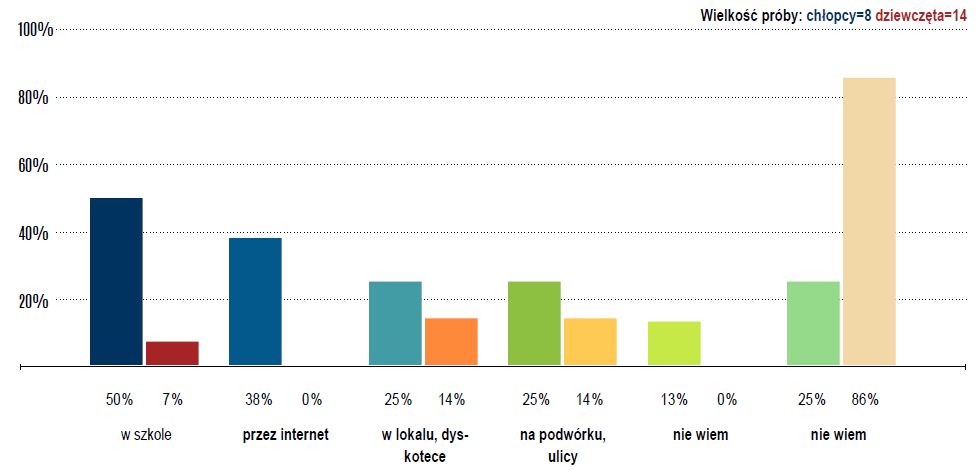 Wielkość próby: chłopcy=8 dziewczęta=14
100%
80%
60%
40%
20%
50% 7% 38% 0% 25% 14% 25% 14% 13% 0% 25% 86%
w szkole przez internet w lokalu, dys- na podwórku, nie wiem nie wiem
kotece ulicy